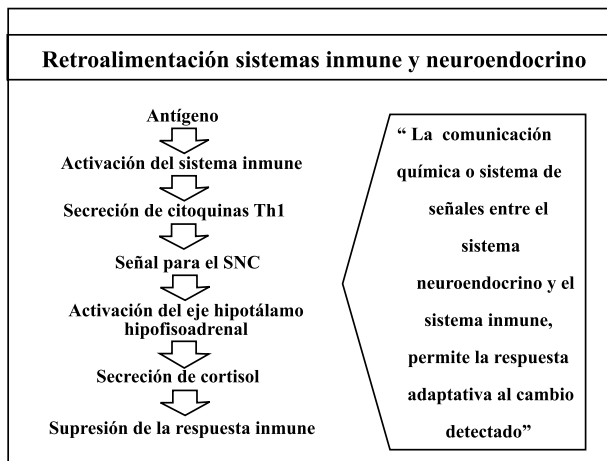 Retroalimentación sistemas inmune y neuroendocrino
Antígeno
Activación del sistema inmune
Secreción de citoquinas Th1
Señal para el SNC
Activación del eje hipotálamo
hipofisoadrenal
Secreción de cortisol
Supresión de la respuesta inmune
“ La comunicación
química o sistema de
señales entre el
sistema
neuroendocrino y el
sistema inmune,
permite la respuesta
adaptativa al cambio
detectado”